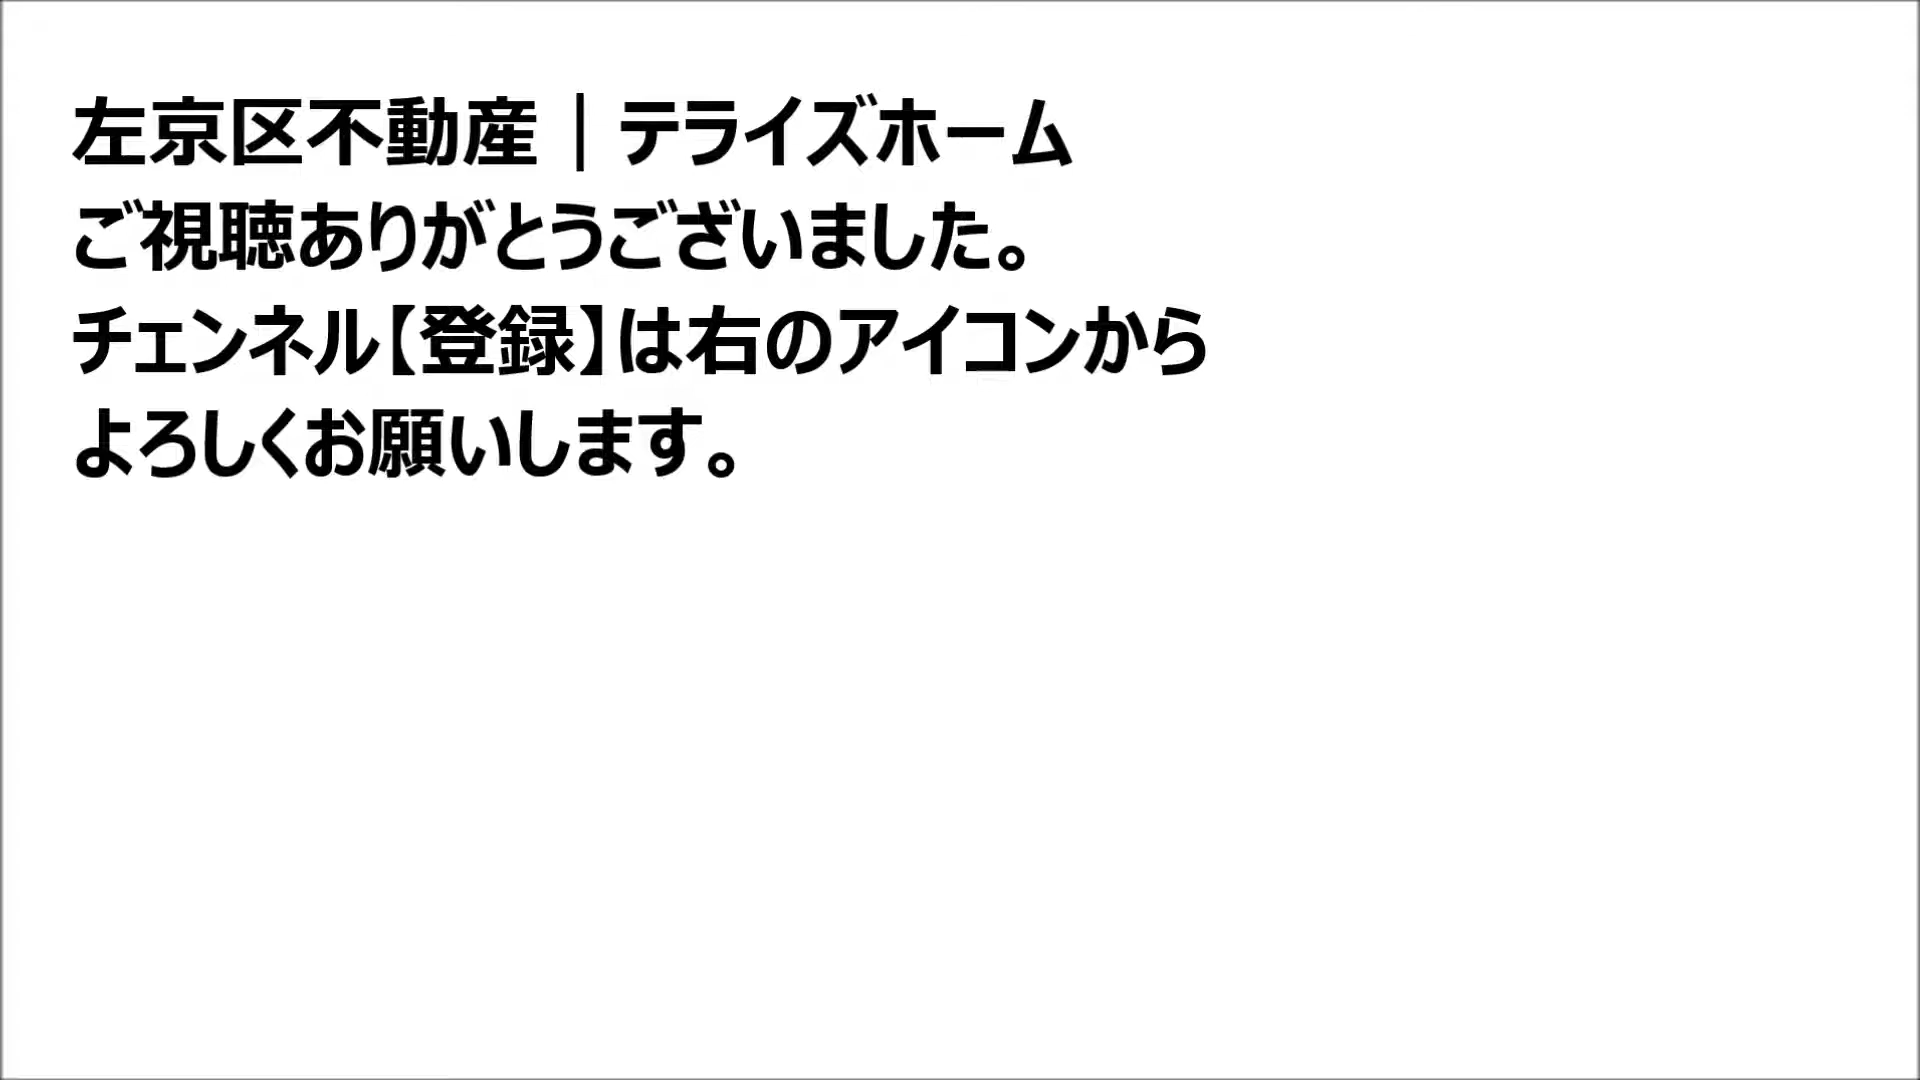 左京区不動産｜テライズホーム
ご視聴ありがとうございました。
チェンネル【登録】は右のアイコンから
よろしくお願いします。